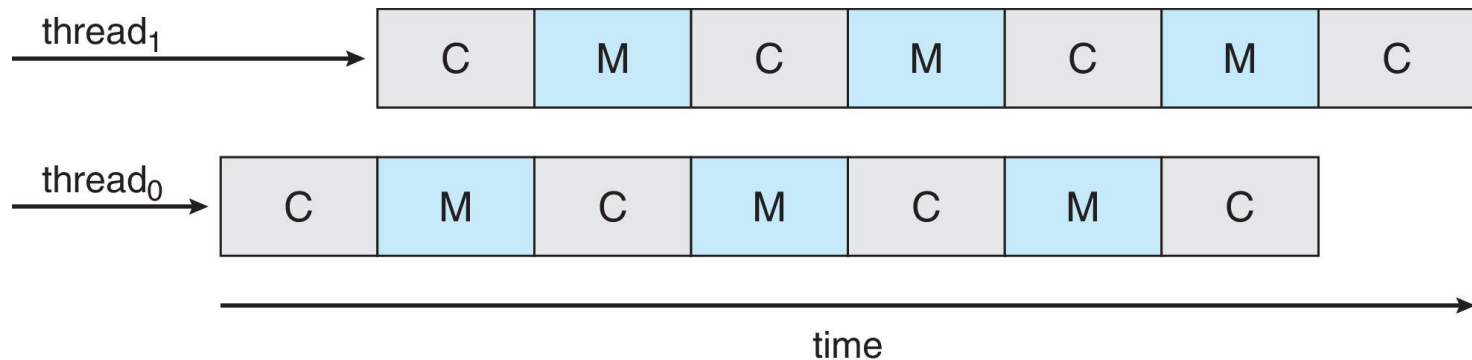 thread₁ C M C M C M C
thread₀ C M C M C M C
time